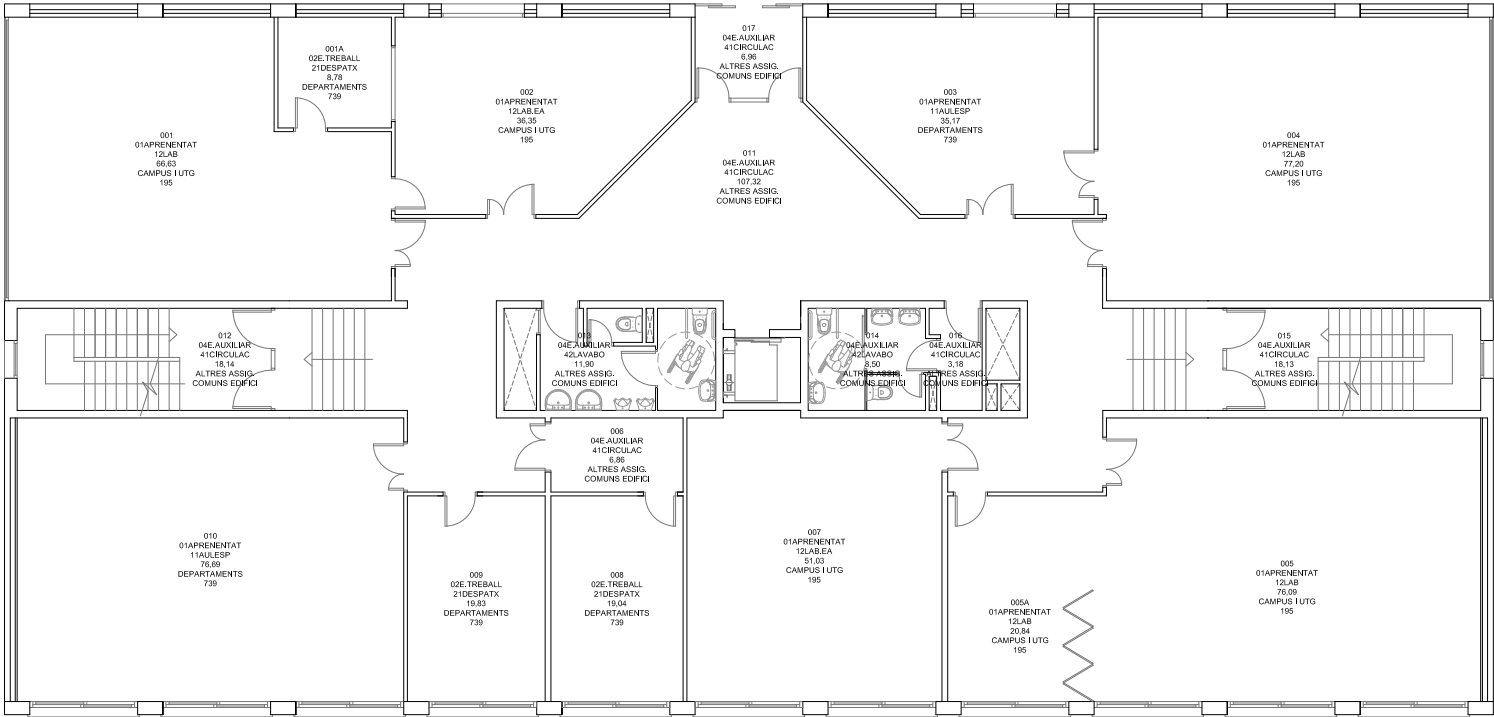 017
04E.AUXILIAR
41CIRCULAC
6,96
ALTRES ASSIG.
COMUNS EDIFICI
001A
02E.TREBALL
21DESPATX
8,78
DEPARTAMENTS
739
002
01APRENENTAT
12LAB.EA
36,35
CAMPUS I UTG
195
003
01APRENENTAT
11AULESP
35,17
DEPARTAMENTS
739
001
01APRENENTAT
12LAB
66,63
CAMPUS I UTG
195
011
04E.AUXILIAR
41CIRCULAC
107,32
ALTRES ASSIG.
COMUNS EDIFICI
004
01APRENENTAT
12LAB
77,20
CAMPUS I UTG
195
012
04E.AUXILIAR
41CIRCULAC
18,14
ALTRES ASSIG.
COMUNS EDIFICI
013
04E.AUXILIAR
42LAVABO
11,90
ALTRES ASSIG.
COMUNS EDIFICI
014
04E.AUXILIAR
42LAVABO
8,50
ALTRES ASSIG.
COMUNS EDIFICI
016
04E.AUXILIAR
41CIRCULAC
3,18
ALTRES ASSIG.
COMUNS EDIFICI
015
04E.AUXILIAR
41CIRCULAC
18,13
ALTRES ASSIG.
COMUNS EDIFICI
006
04E.AUXILIAR
41CIRCULAC
6,86
ALTRES ASSIG.
COMUNS EDIFICI
010
01APRENENTAT
11AULESP
76,69
DEPARTAMENTS
739
009
02E.TREBALL
21DESPATX
19,83
DEPARTAMENTS
739
008
02E.TREBALL
21DESPATX
19,04
DEPARTAMENTS
739
007
01APRENENTAT
12LAB.EA
51,03
CAMPUS I UTG
195
005A
01APRENENTAT
12LAB
20,84
CAMPUS I UTG
195
005
01APRENENTAT
12LAB
76,09
CAMPUS I UTG
195